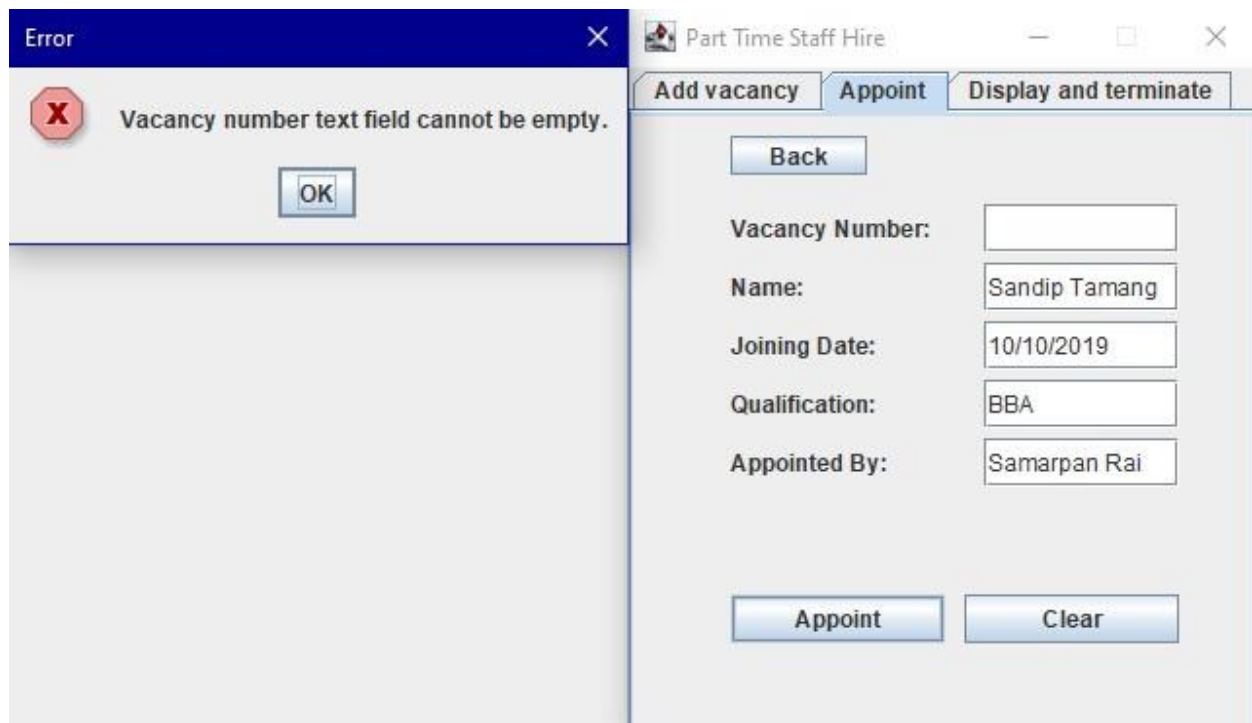 Error
Vacancy number text field cannot be empty.
OK
Part Time Staff Hire
Add vacancy Appoint Display and terminate
Back
Vacancy Number:
Name: Sandip Tamang
Joining Date: 10/10/2019
Qualification: BBA
Appointed By: Samarpan Rai
Appoint Clear